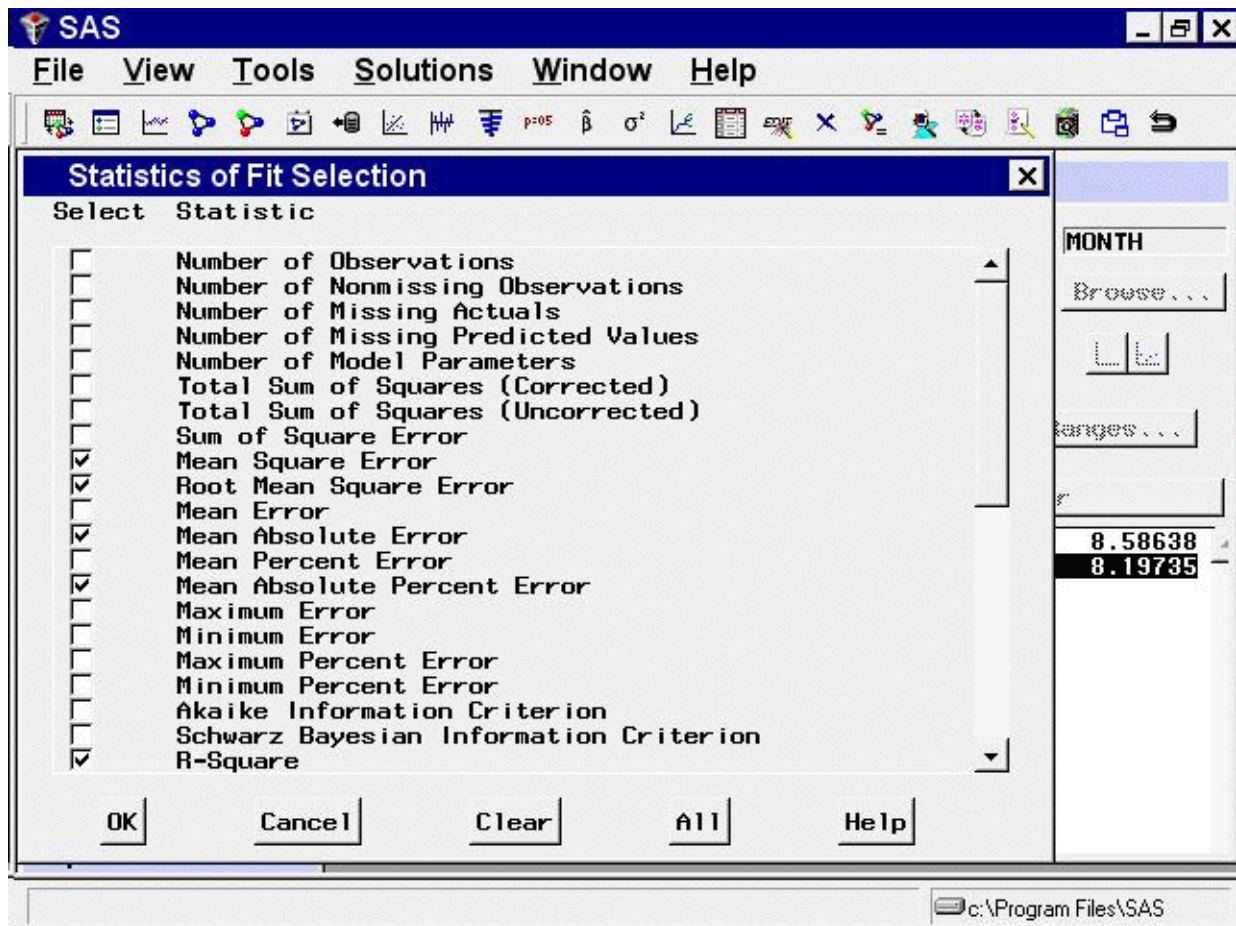 SAS
File View Tools Solutions Window Help
p=05 β̂ σ²
Statistics of Fit Selection
Select Statistic
Number of Observations
Number of Nonmissing Observations
Number of Missing Actuals
Number of Missing Predicted Values
Number of Model Parameters
Total Sum of Squares (Corrected)
Total Sum of Squares (Uncorrected)
Sum of Square Error
Mean Square Error
Root Mean Square Error
Mean Error
Mean Absolute Error
Mean Percent Error
Mean Absolute Percent Error
Maximum Error
Minimum Error
Maximum Percent Error
Minimum Percent Error
Akaike Information Criterion
Schwarz Bayesian Information Criterion
R-Square
OK Cancel Clear All Help
MONTH
Browse...
Ranges...
r
8.58638
8.19735
c:\Program Files\SAS